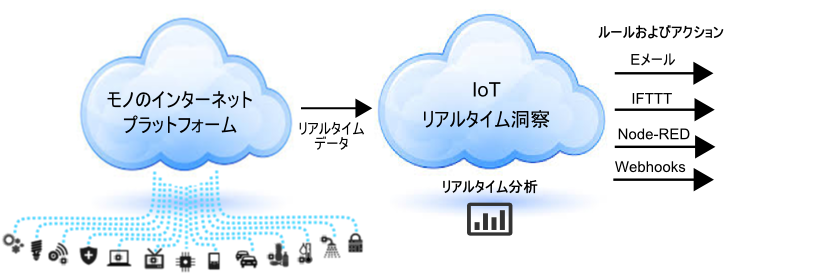 モノのインターネット
プラットフォーム
リアルタイム
データ
IoT
リアルタイム洞察
リアルタイム分析
ルールおよびアクション
Eメール
IFTTT
Node-RED
Webhooks